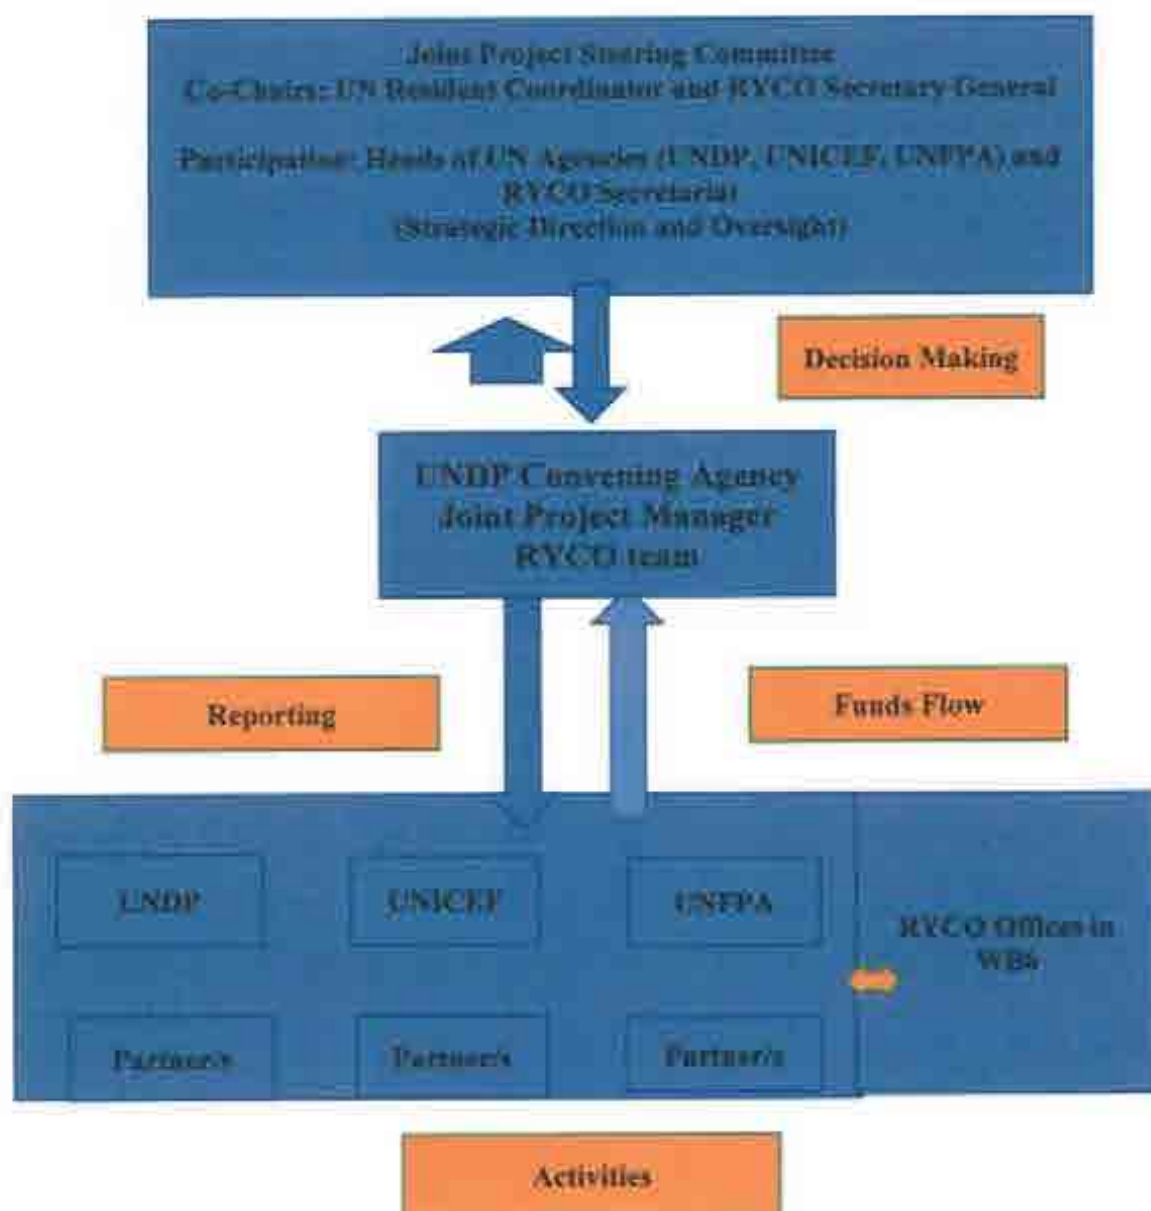 Joint Project Steering Committee
Co-Chairs: UN Resident Coordinator and RYCO Secretary General
Participation: Heads of UN Agencies (UNDP, UNICEF, UNFPA) and
RYCO Secretariat
(Strategic Direction and Oversight)
Decision Making
UNDP Convening Agency
Joint Project Manager
RYCO team
Reporting
Funds Flow
UNDP
UNICEF
UNFPA
RYCO Offices in
WB6
Partner/s
Partner/s
Partner/s
Activities